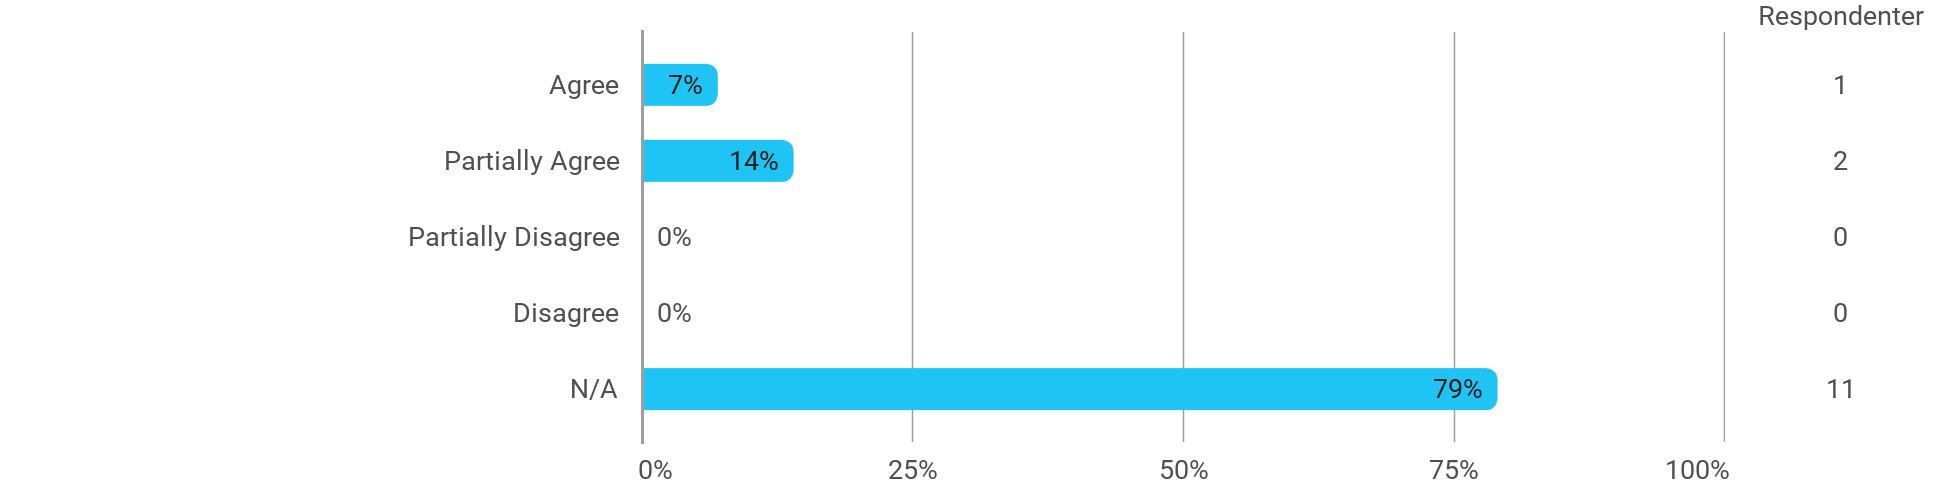 Respondenter
Agree 7% 1
Partially Agree 14% 2
Partially Disagree 0% 0
Disagree 0% 0
N/A 79% 11
0% 25% 50% 75% 100%